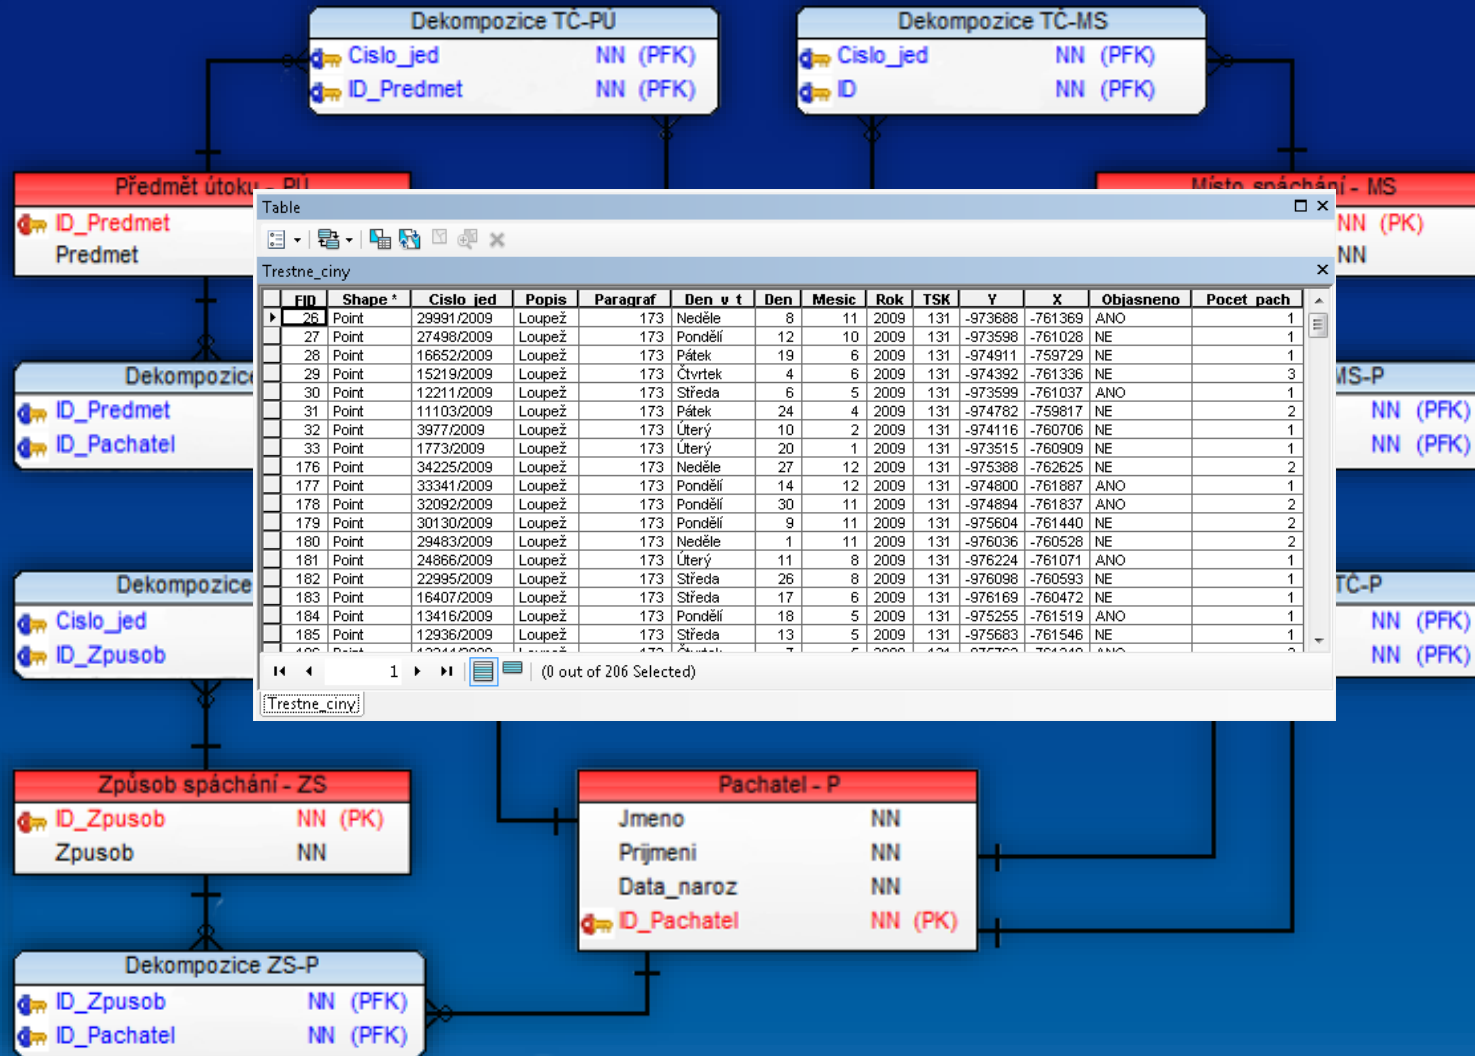 Dekompozice TČ-PÚ
Cislo_jed NN (PFK)
ID_Predmet NN (PFK)
Dekompozice TČ-MS
Cislo_jed NN (PFK)
ID NN (PFK)
Předmět útoku - PÚ
ID_Predmet
Predmet
Místo spáchání - MS
NN (PK)
NN
Table
Trestne_ciny
FID Shape * Cislo_jed Popis Paragraf Den_v_t Den Mesic Rok TSK Y X Objasneno Pocet_pach
26 Point 29991/2009 Loupež 173 Neděle 8 11 2009 131 -973688 -761369 ANO 1
27 Point 27498/2009 Loupež 173 Pondělí 12 10 2009 131 -973598 -761028 NE 1
28 Point 16652/2009 Loupež 173 Pátek 19 6 2009 131 -974911 -759729 NE 1
29 Point 15219/2009 Loupež 173 Čtvrtek 4 6 2009 131 -974392 -761336 NE 3
30 Point 12211/2009 Loupež 173 Středa 6 5 2009 131 -973599 -761037 ANO 1
31 Point 11103/2009 Loupež 173 Pátek 24 4 2009 131 -974782 -759817 NE 2
32 Point 3977/2009 Loupež 173 Úterý 10 2 2009 131 -974116 -760706 NE 1
33 Point 1773/2009 Loupež 173 Úterý 20 1 2009 131 -973515 -760909 NE 1
176 Point 34225/2009 Loupež 173 Neděle 27 12 2009 131 -975388 -762625 NE 2
177 Point 33341/2009 Loupež 173 Pondělí 14 12 2009 131 -974800 -761887 ANO 1
178 Point 32092/2009 Loupež 173 Pondělí 30 11 2009 131 -974894 -761837 ANO 2
179 Point 30130/2009 Loupež 173 Pondělí 9 11 2009 131 -975604 -761440 NE 2
180 Point 29483/2009 Loupež 173 Neděle 1 11 2009 131 -976036 -760528 NE 2
181 Point 24866/2009 Loupež 173 Úterý 11 8 2009 131 -976224 -761071 ANO 1
182 Point 22995/2009 Loupež 173 Středa 26 8 2009 131 -976098 -760593 NE 1
183 Point 16407/2009 Loupež 173 Středa 17 6 2009 131 -976169 -760472 NE 1
184 Point 13416/2009 Loupež 173 Pondělí 18 5 2009 131 -975255 -761519 ANO 1
185 Point 12936/2009 Loupež 173 Středa 13 5 2009 131 -975683 -761546 NE 1
1 (0 out of 206 Selected)
Trestne_ciny
Dekompozice
ID_Predmet
ID_Pachatel
MS-P
NN (PFK)
NN (PFK)
Dekompozice
Cislo_jed
ID_Zpusob
TČ-P
NN (PFK)
NN (PFK)
Způsob spáchání - ZS
ID_Zpusob NN (PK)
Zpusob NN
Pachatel - P
Jmeno NN
Prijmeni NN
Data_naroz NN
ID_Pachatel NN (PK)
Dekompozice ZS-P
ID_Zpusob NN (PFK)
ID_Pachatel NN (PFK)